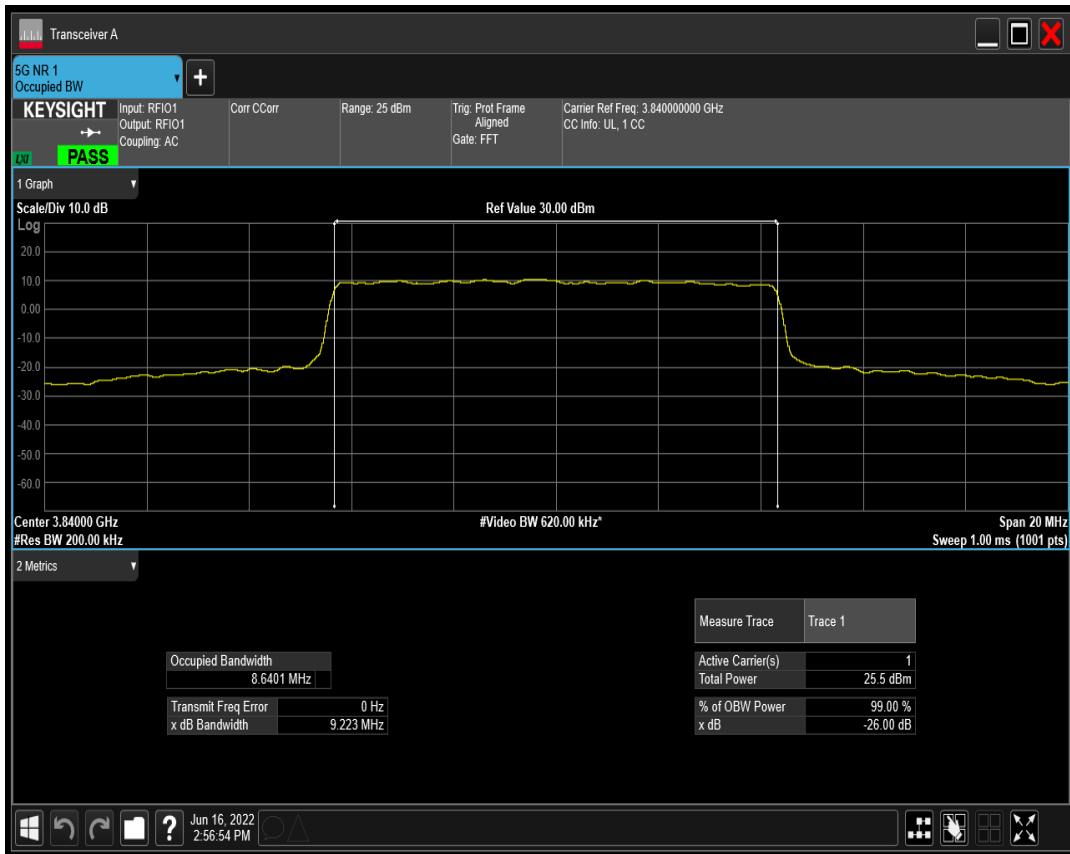 Transceiver A
5G NR 1
Occupied BW
+
KEYSIGHT
Input: RFIO1
Output: RFIO1
Coupling: AC
Corr CCorr
Range: 25 dBm
Trig: Prot Frame
Aligned
Gate: FFT
Carrier Ref Freq: 3.840000000 GHz
CC Info: UL, 1 CC
LXI
PASS
1 Graph
Scale/Div 10.0 dB
Ref Value 30.00 dBm
Log
20.0
10.0
0.00
-10.0
-20.0
-30.0
-40.0
-50.0
-60.0
Center 3.84000 GHz
#Video BW 620.00 kHz*
Span 20 MHz
#Res BW 200.00 kHz
Sweep 1.00 ms (1001 pts)
2 Metrics
Measure Trace Trace 1
Occupied Bandwidth
8.6401 MHz
Active Carrier(s) 1
Total Power 25.5 dBm
Transmit Freq Error 0 Hz
x dB Bandwidth 9.223 MHz
% of OBW Power 99.00 %
x dB -26.00 dB
?
Jun 16, 2022
2:56:54 PM